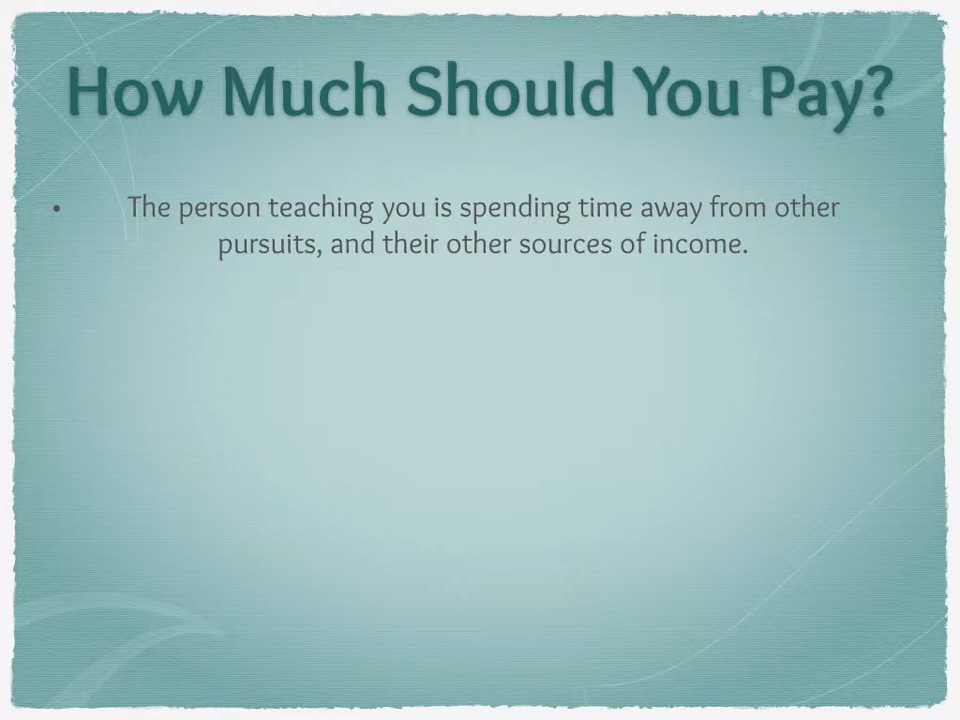 How Much Should You Pay?
• The person teaching you is spending time away from other
pursuits, and their other sources of income.